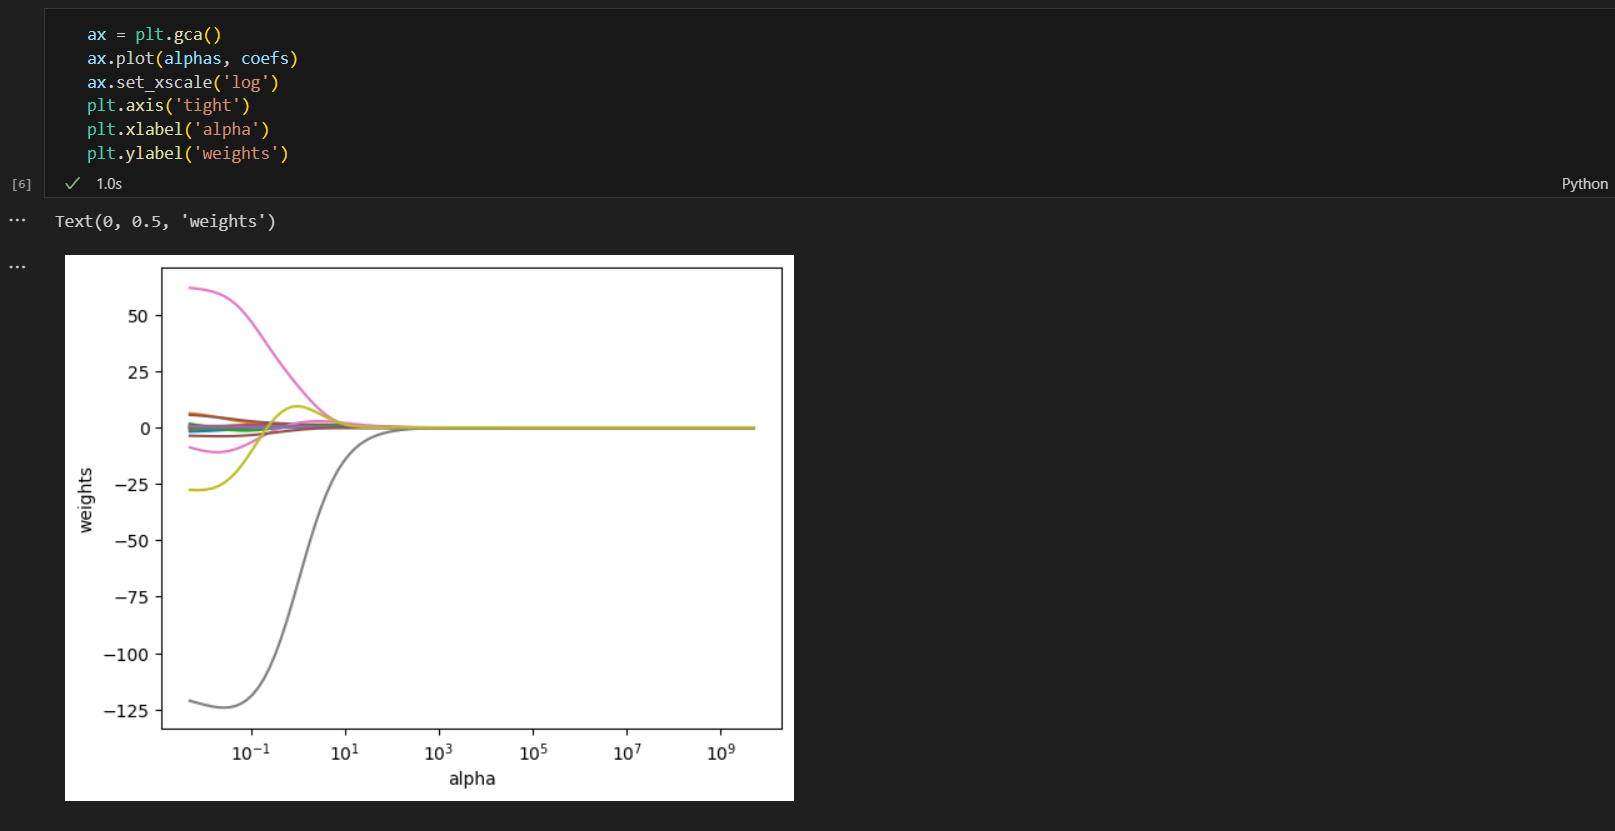 ax = plt.gca()
ax.plot(alphas, coefs)
ax.set_xscale('log')
plt.axis('tight')
plt.xlabel('alpha')
plt.ylabel('weights')
[6] ✓ 1.0s Python
... Text(0, 0.5, 'weights')
...
50
25
0
−25
−50
−75
−100
−125
weights
10⁻¹ 10¹ 10³ 10⁵ 10⁷ 10⁹
alpha